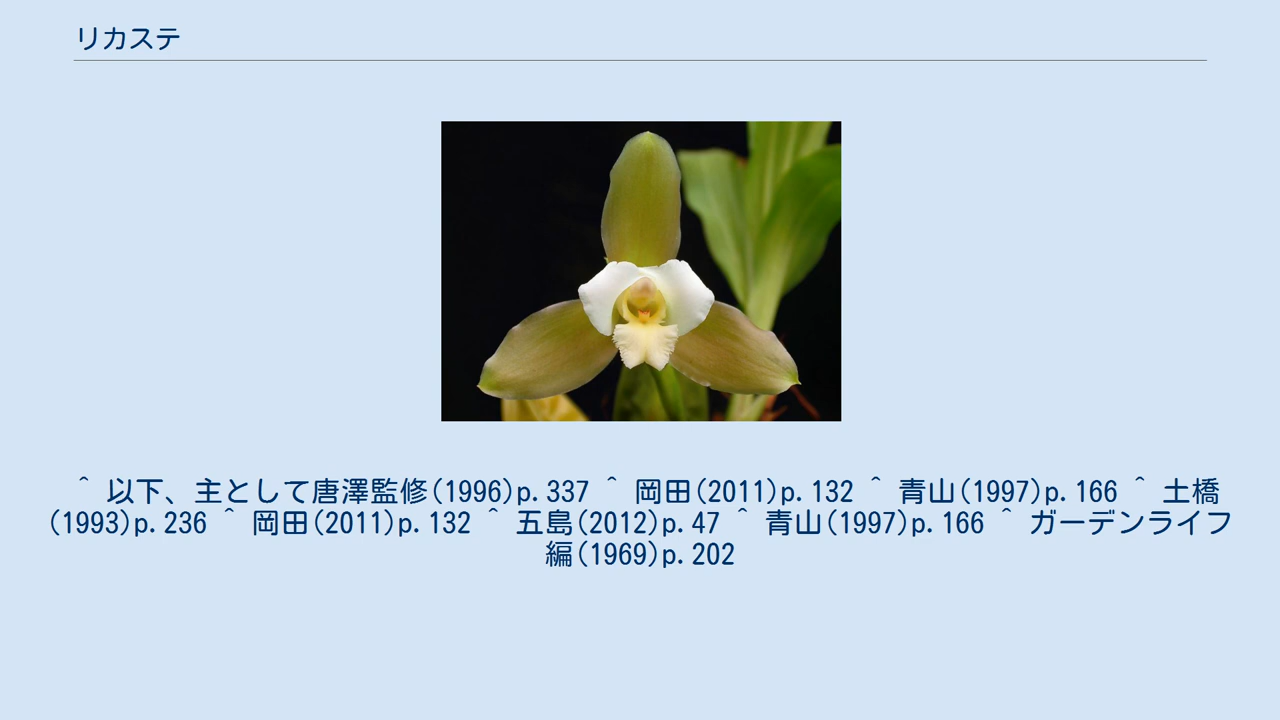 リカステ
^ 以下、主として唐澤監修(1996)p.337 ^ 岡田(2011)p.132 ^ 青山(1997)p.166 ^ 土橋
(1993)p.236 ^ 岡田(2011)p.132 ^ 五島(2012)p.47 ^ 青山(1997)p.166 ^ ガーデンライフ
編(1969)p.202